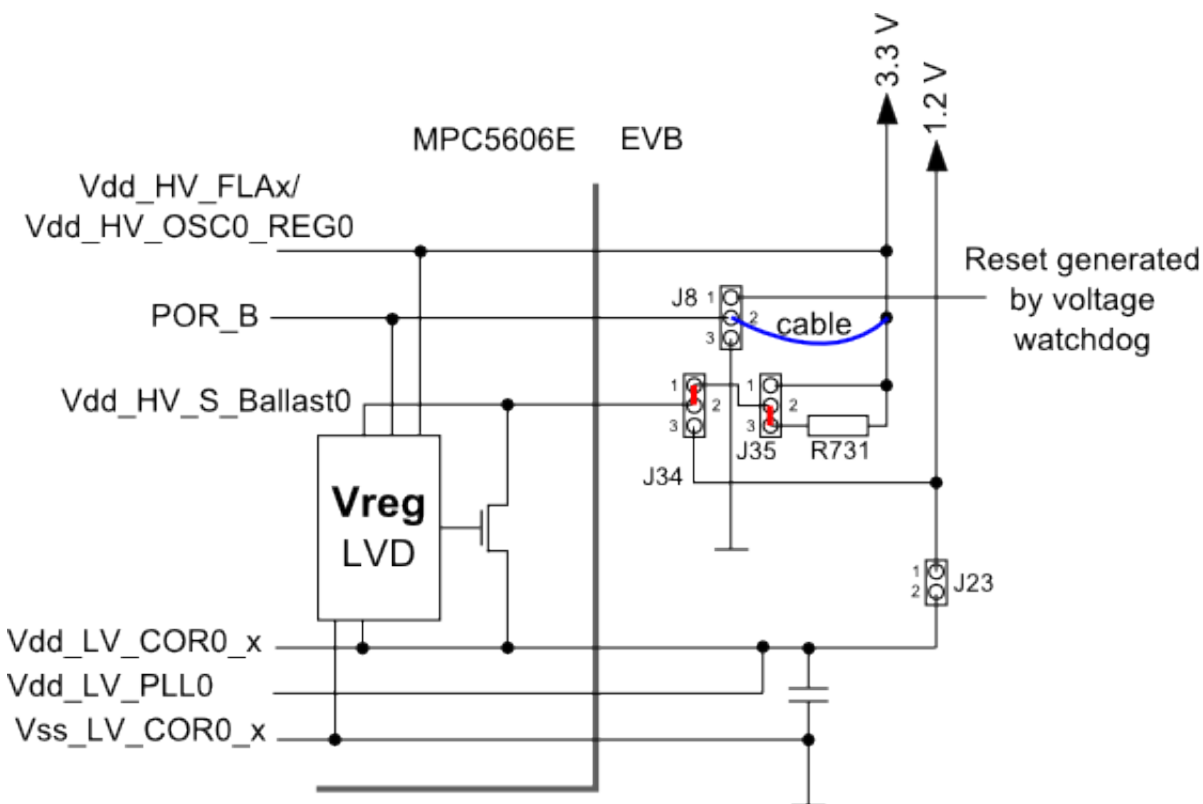 3.3 V
1.2 V
MPC5606E
EVB
Vdd_HV_FLAx/
Vdd_HV_OSC0_REG0
Reset generated
by voltage
watchdog
J8
1
2
3
cable
POR_B
Vdd_HV_S_Ballast0
1
2
3
J34
1
2
3
J35
R731
Vreg
LVD
1
2
J23
Vdd_LV_COR0_x
Vdd_LV_PLL0
Vss_LV_COR0_x